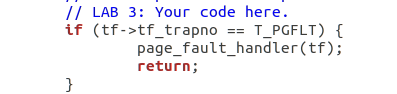 // LAB 3: Your code here.
if (tf->tf_trapno == T_PGFLT) {
page_fault_handler(tf);
return;
}